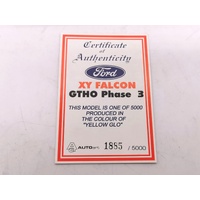 Certificate
of
Authenticity
Ford
XY FALCON
GTHO Phase 3
THIS MODEL IS ONE OF 5000
PRODUCED IN
THE COLOUR OF
"YELLOW GLO"
AUTOart 1885 / 5000